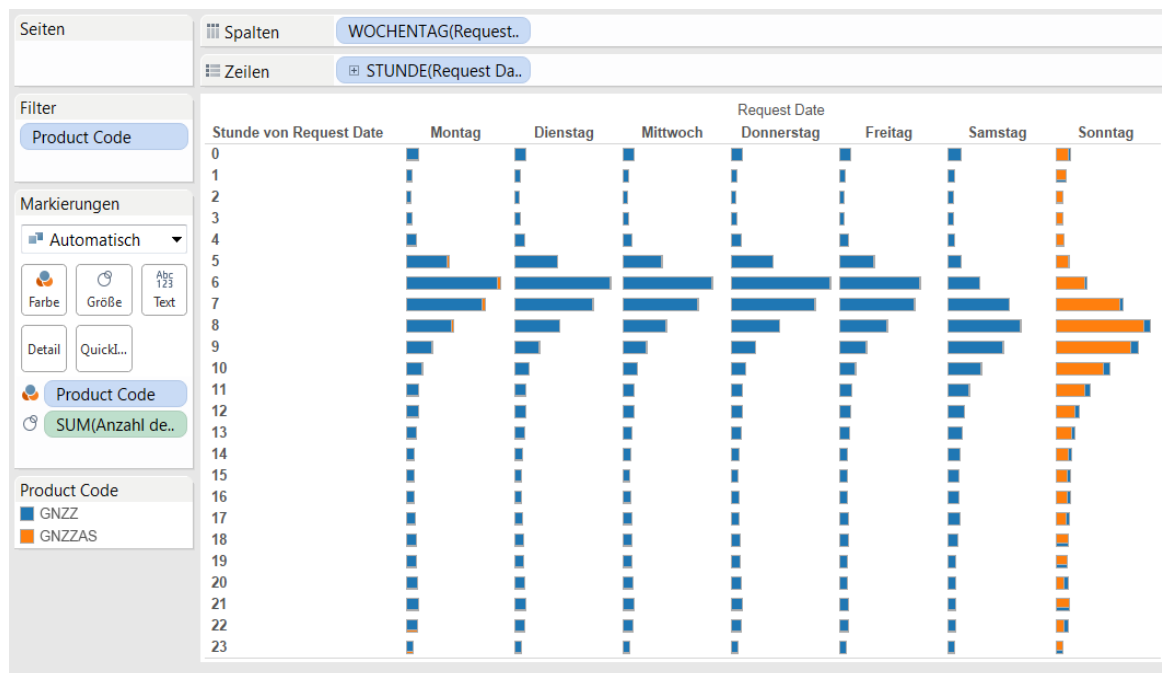 Seiten
Spalten WOCHENTAG(Request..
Zeilen STUNDE(Request Da..
Filter
Product Code
Markierungen
Automatisch
Farbe Größe Abc 123 Text
Detail QuickI...
Product Code
SUM(Anzahl de..
Product Code
GNZZ
GNZZAS
Request Date
Stunde von Request Date Montag Dienstag Mittwoch Donnerstag Freitag Samstag Sonntag
0
1
2
3
4
5
6
7
8
9
10
11
12
13
14
15
16
17
18
19
20
21
22
23